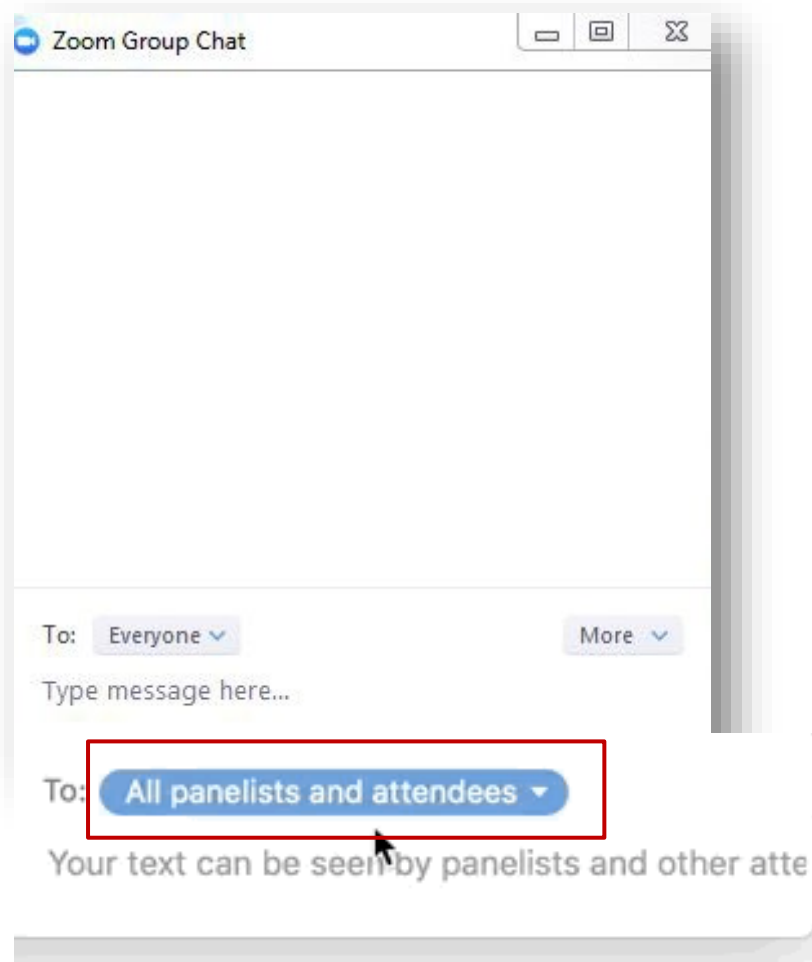 Zoom Group Chat
To: Everyone More
Type message here...
To: All panelists and attendees
Your text can be seen by panelists and other atte